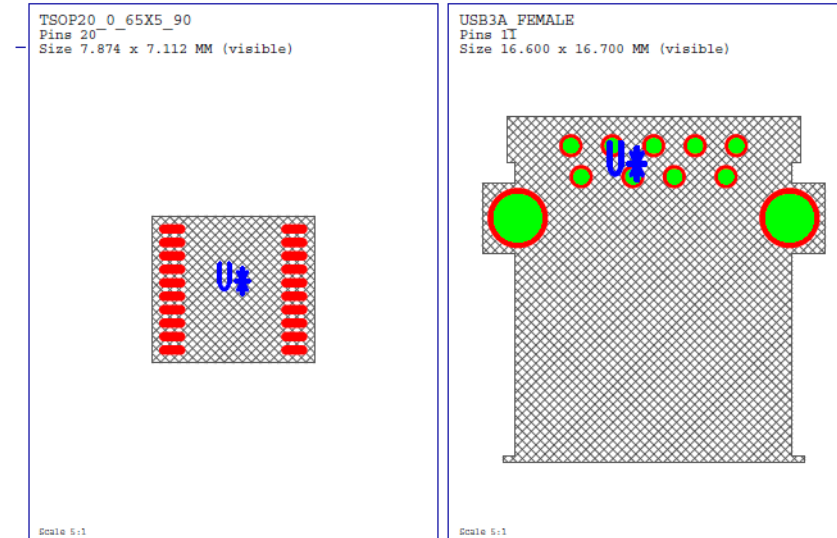 TSOP20_0_65X5_90
Pins 20
Size 7.874 x 7.112 MM (visible)
U*
Scale 5:1
USB3A_FEMALE
Pins 11
Size 16.600 x 16.700 MM (visible)
U*
Scale 5:1